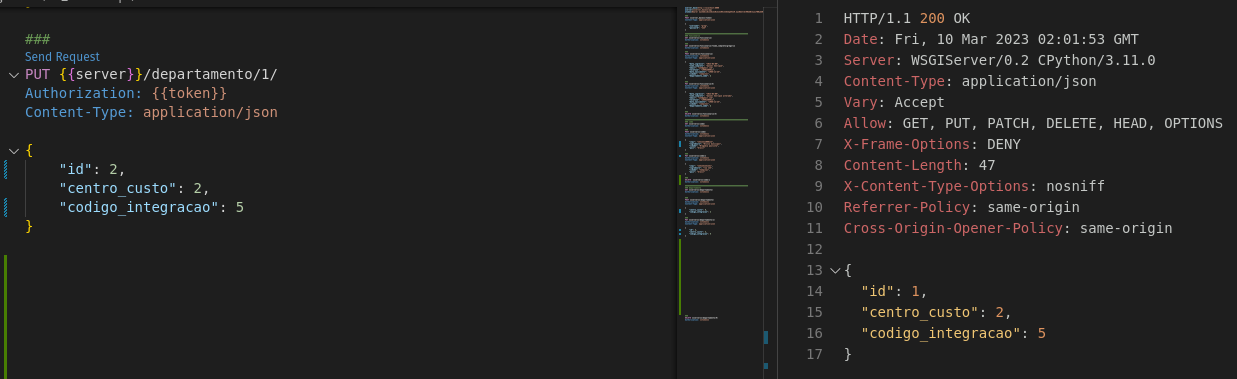 ###
Send Request
PUT {{server}}/departamento/1/
Authorization: {{token}}
Content-Type: application/json
{
"id": 2,
"centro_custo": 2,
"codigo_integracao": 5
}
1 HTTP/1.1 200 OK
2 Date: Fri, 10 Mar 2023 02:01:53 GMT
3 Server: WSGIServer/0.2 CPython/3.11.0
4 Content-Type: application/json
5 Vary: Accept
6 Allow: GET, PUT, PATCH, DELETE, HEAD, OPTIONS
7 X-Frame-Options: DENY
8 Content-Length: 47
9 X-Content-Type-Options: nosniff
10 Referrer-Policy: same-origin
11 Cross-Origin-Opener-Policy: same-origin
12
13 {
14 "id": 1,
15 "centro_custo": 2,
16 "codigo_integracao": 5
17 }